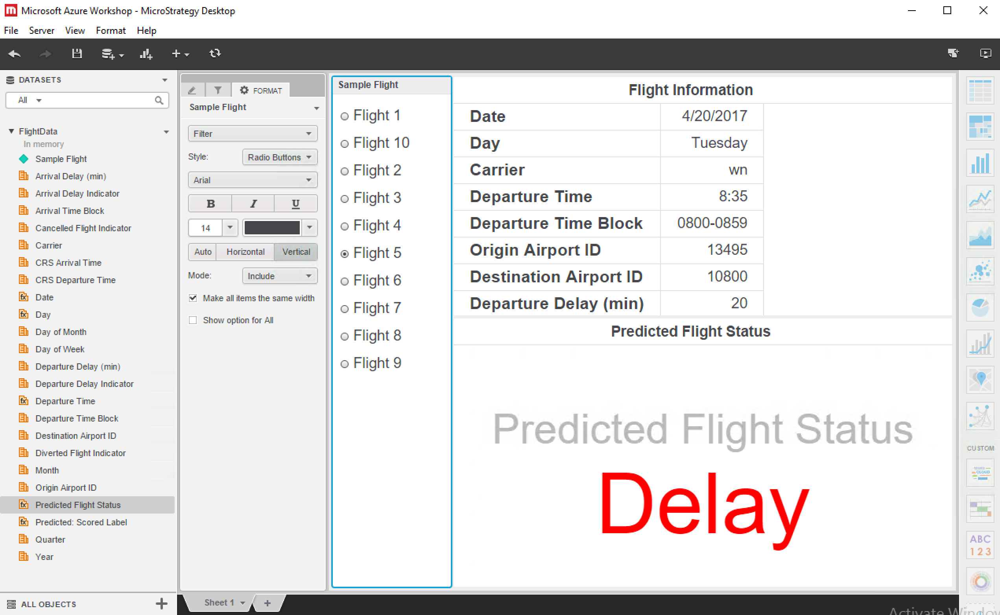 Microsoft Azure Workshop - MicroStrategy Desktop
File Server View Format Help
DATASETS
All
FlightData
In memory
Sample Flight
Arrival Delay (min)
Arrival Delay Indicator
Arrival Time Block
Cancelled Flight Indicator
Carrier
CRS Arrival Time
CRS Departure Time
Date
Day
Day of Month
Day of Week
Departure Delay (min)
Departure Delay Indicator
Departure Time
Departure Time Block
Destination Airport ID
Diverted Flight Indicator
Month
Origin Airport ID
Predicted Flight Status
Predicted: Scored Label
Quarter
Year
ALL OBJECTS
FORMAT
Sample Flight
Filter
Style: Radio Buttons
Arial
B I U
14
Auto Horizontal Vertical
Mode: Include
Make all items the same width
Show option for All
Sample Flight
Flight 1
Flight 10
Flight 2
Flight 3
Flight 4
Flight 5
Flight 6
Flight 7
Flight 8
Flight 9
Flight Information
Date 4/20/2017
Day Tuesday
Carrier wn
Departure Time 8:35
Departure Time Block 0800-0859
Origin Airport ID 13495
Destination Airport ID 10800
Departure Delay (min) 20
Predicted Flight Status
Predicted Flight Status
Delay
CUSTOM
CLOUD
ABC
123
Sheet 1
Activate Window